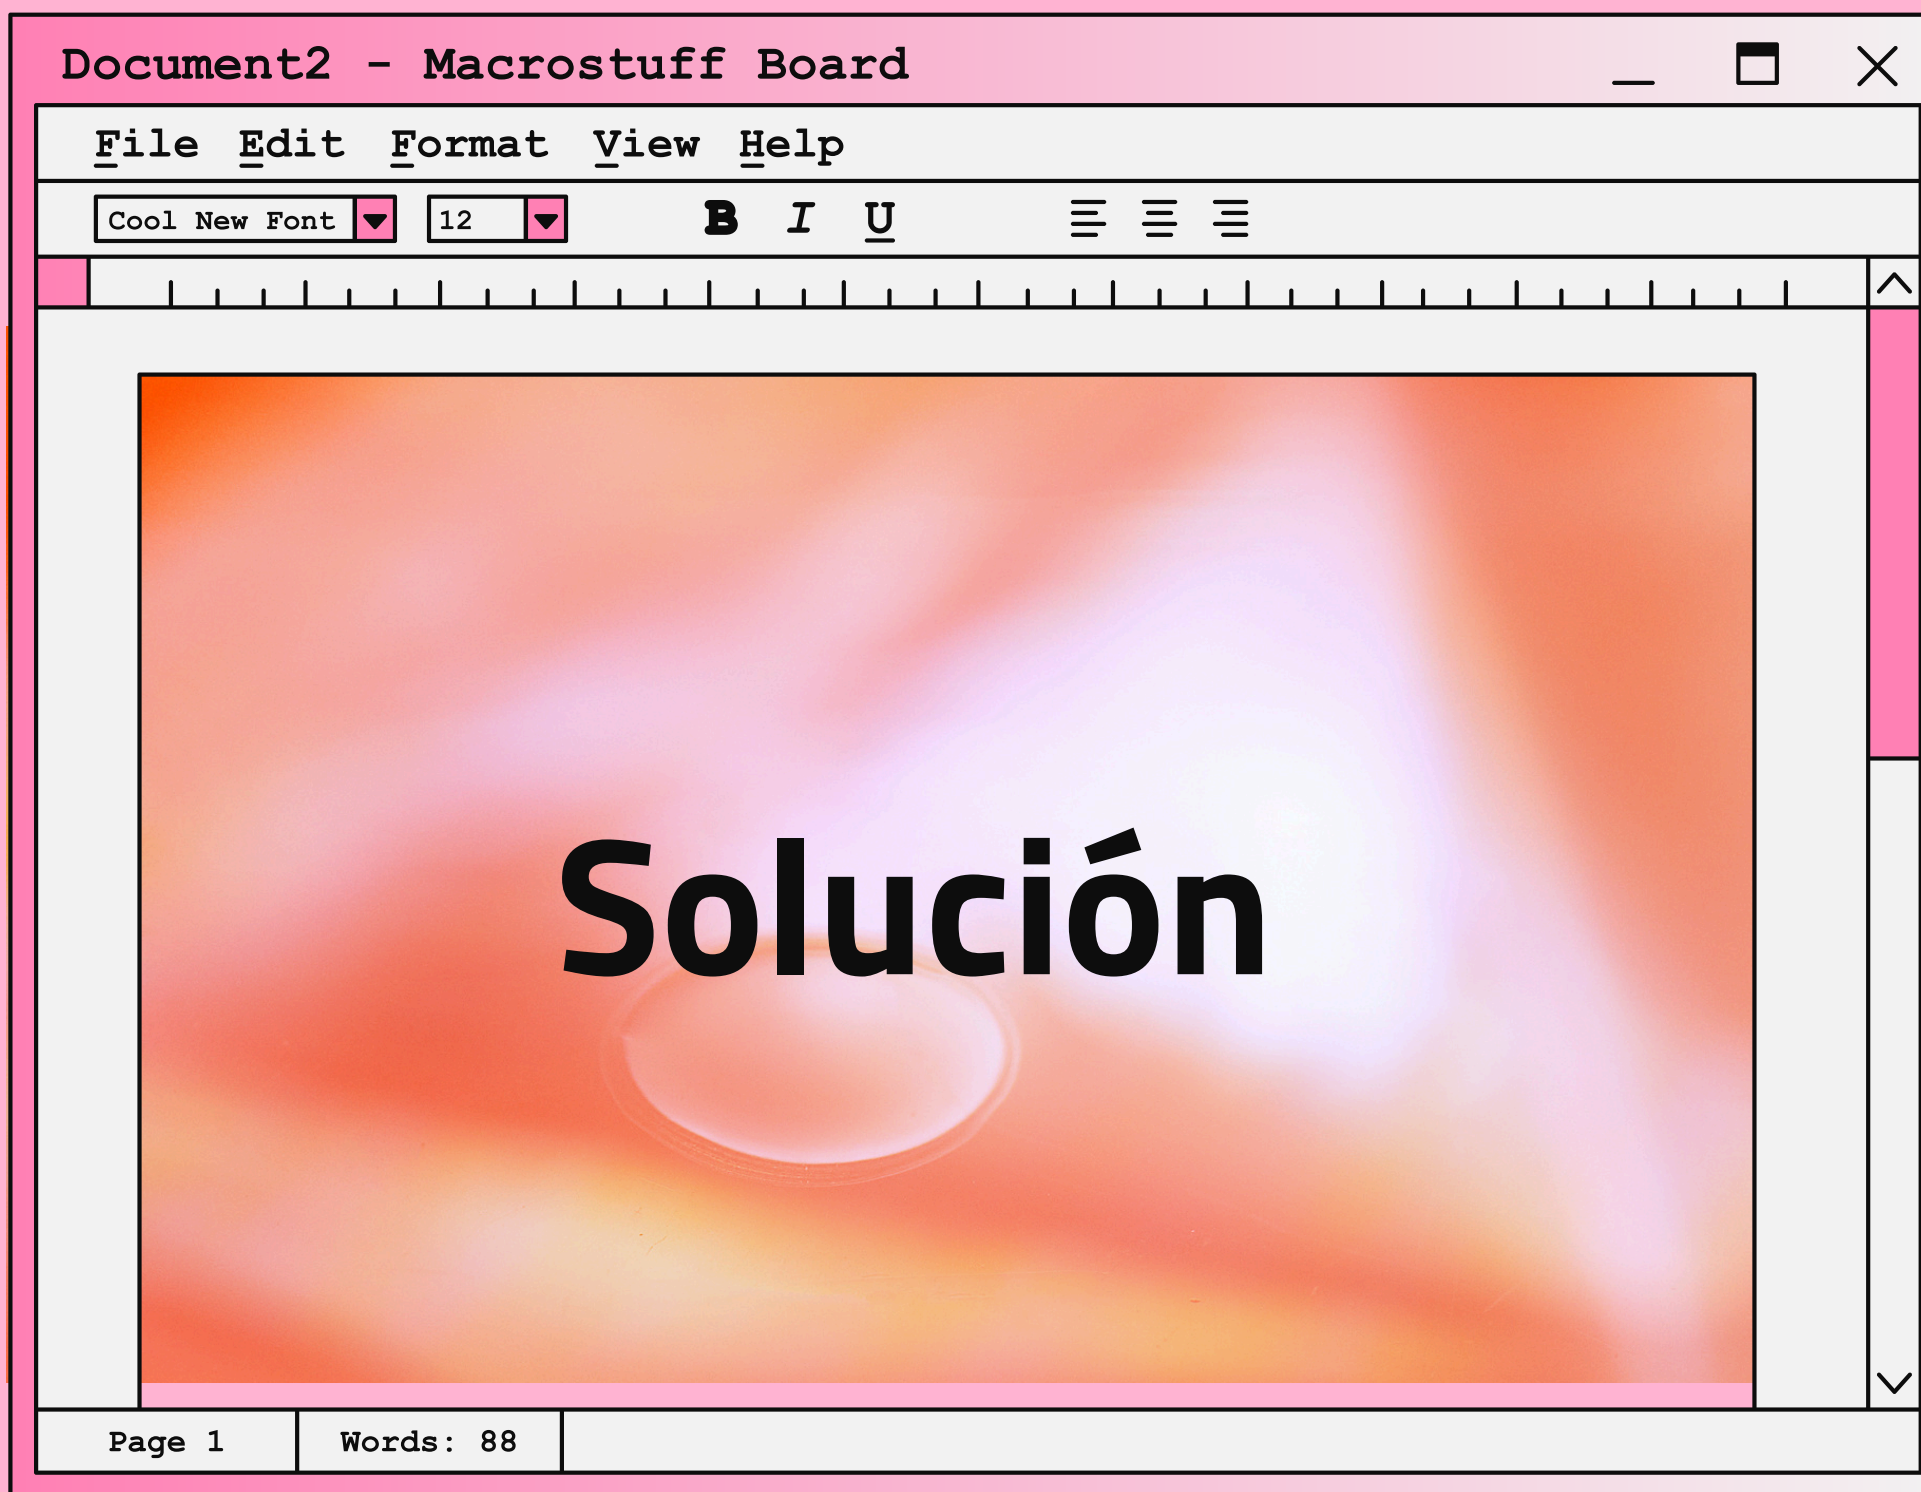 Document2 - Macrostuff Board
File Edit Format View Help
Cool New Font 12 B I U
Solución
Page 1 Words: 88